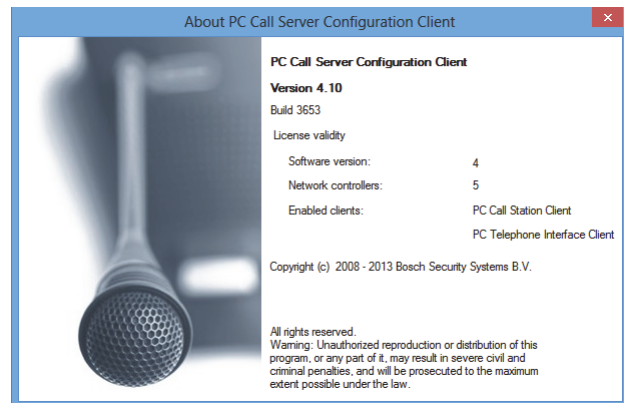 About PC Call Server Configuration Client
PC Call Server Configuration Client
Version 4.10
Build 3653
License validity
Software version: 4
Network controllers: 5
Enabled clients: PC Call Station Client
PC Telephone Interface Client
Copyright (c) 2008 - 2013 Bosch Security Systems B.V.
All rights reserved.
Warning: Unauthorized reproduction or distribution of this
program, or any part of it, may result in severe civil and
criminal penalties, and will be prosecuted to the maximum
extent possible under the law.